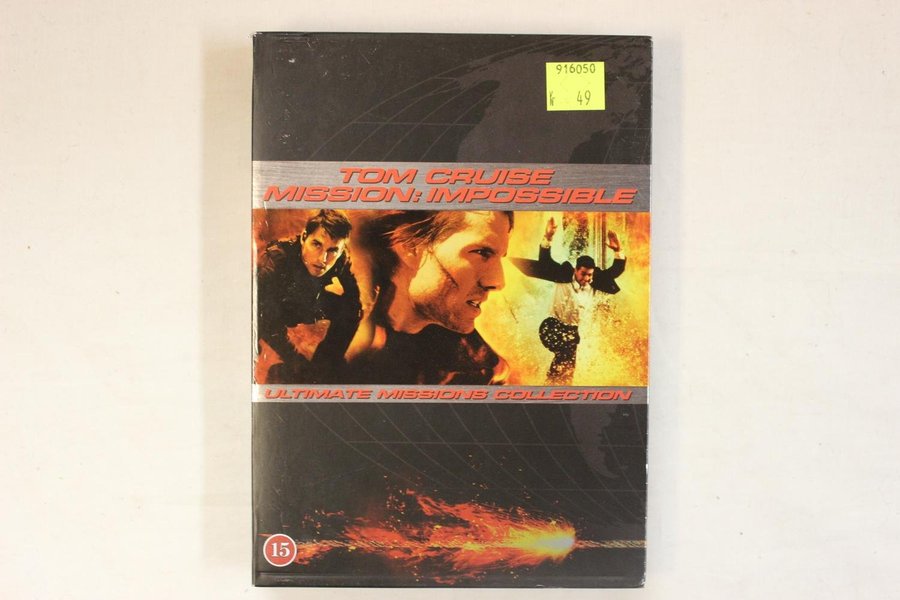 916050
Kr 49
TOM CRUISE
MISSION: IMPOSSIBLE
ULTIMATE MISSIONS COLLECTION
15